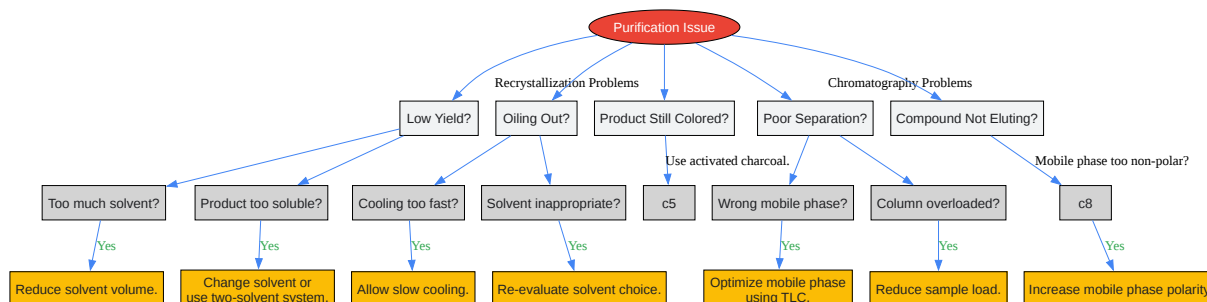 Purification Issue
Recrystallization Problems
Chromatography Problems
Low Yield?
Oiling Out?
Product Still Colored?
Poor Separation?
Compound Not Eluting?
Use activated charcoal.
Mobile phase too non-polar?
Too much solvent?
Product too soluble?
Cooling too fast?
Solvent inappropriate?
c5
Wrong mobile phase?
Column overloaded?
c8
Yes
Yes
Yes
Yes
Yes
Yes
Yes
Reduce solvent volume.
Change solvent or
use two-solvent system.
Allow slow cooling.
Re-evaluate solvent choice.
Optimize mobile phase
using TLC.
Reduce sample load.
Increase mobile phase polarity